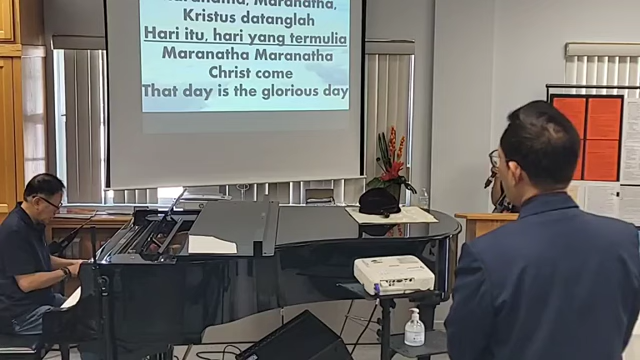 Maranatha, Maranatha,
Kristus datanglah
Hari itu, hari yang termulia
Maranatha Maranatha
Christ come
That day is the glorious day